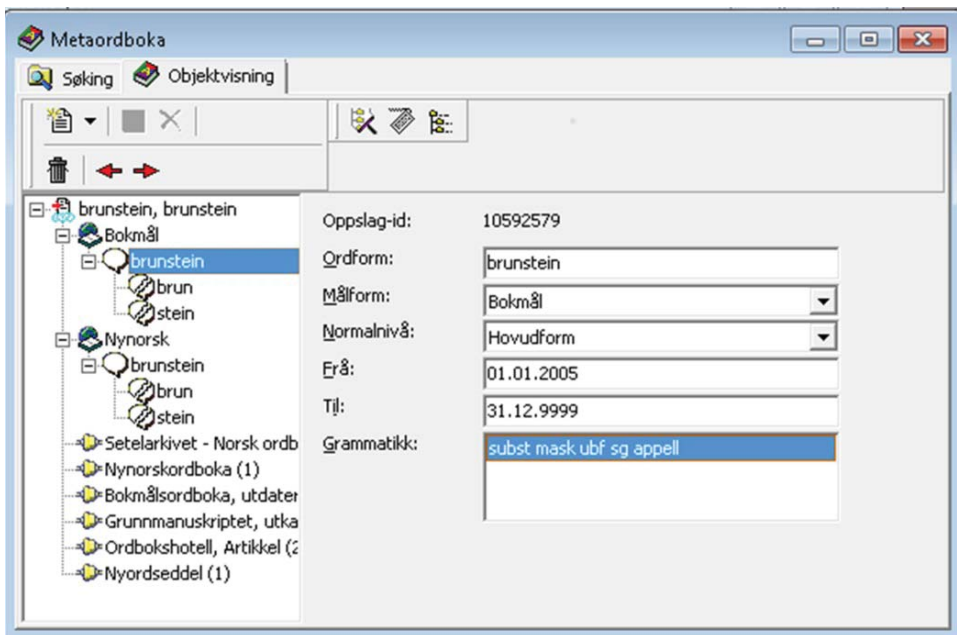 Metaordboka
Søking Objektvisning
brunstein, brunstein
Bokmål
brunstein
brun
stein
Nynorsk
brunstein
brun
stein
Setelarkivet - Norsk ordb
Nynorskordboka (1)
Bokmålsordboka, utdater
Grunnmanuskriptet, utka
Ordbokshotell, Artikkel (2
Nyordseddel (1)
Oppslag-id: 10592579
Ordform: brunstein
Målform: Bokmål
Normalnivå: Hovudform
Frå: 01.01.2005
Til: 31.12.9999
Grammatikk: subst mask ubf sg appell